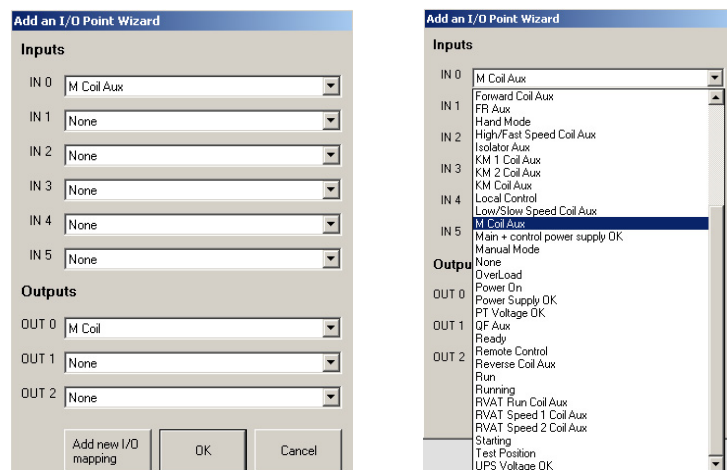 Add an I/O Point Wizard
Inputs
IN 0 M Coil Aux
IN 1 None
IN 2 None
IN 3 None
IN 4 None
IN 5 None
Outputs
OUT 0 M Coil
OUT 1 None
OUT 2 None
Add new I/O
mapping
OK
Cancel
Add an I/O Point Wizard
Inputs
IN 0 M Coil Aux
IN 1
IN 2
IN 3
IN 4
IN 5
Outpu
OUT 0
OUT 1
OUT 2
Forward Coil Aux
FR Aux
Hand Mode
High/Fast Speed Coil Aux
Isolator Aux
KM 1 Coil Aux
KM 2 Coil Aux
KM Coil Aux
Local Control
Low/Slow Speed Coil Aux
M Coil Aux
Main + control power supply OK
Manual Mode
None
OverLoad
Power On
Power Supply OK
PT Voltage OK
QF Aux
Ready
Remote Control
Reverse Coil Aux
Run
Running
RVAT Run Coil Aux
RVAT Speed 1 Coil Aux
RVAT Speed 2 Coil Aux
Starting
Test Position
UPS Voltage OK